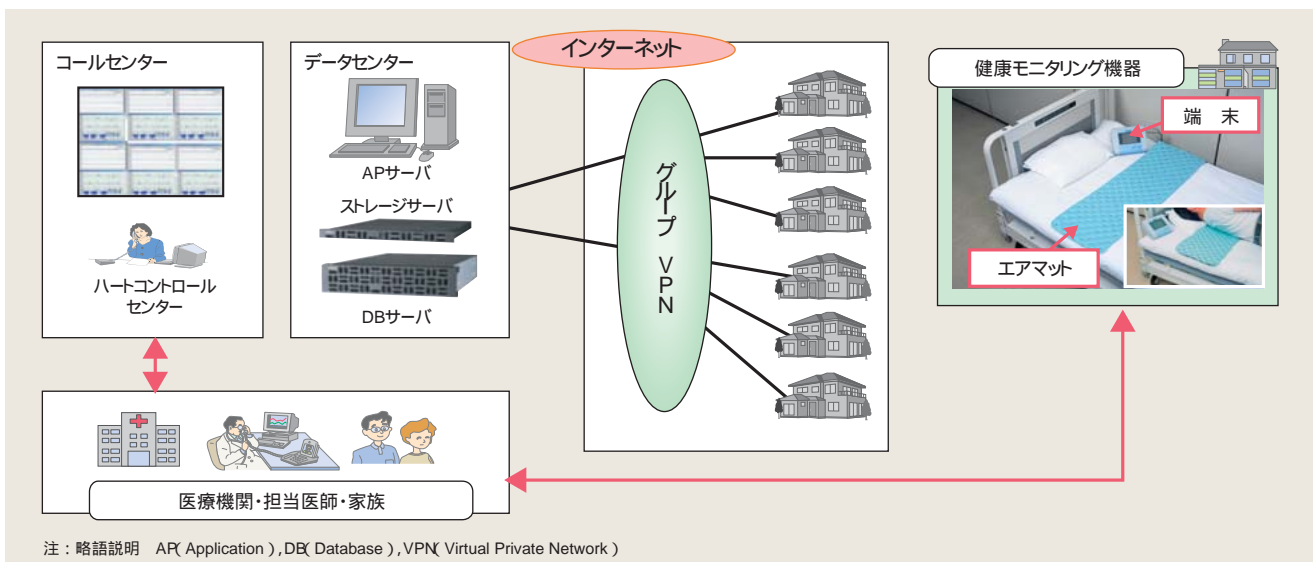 コールセンター
ハートコントロール
センター
データセンター
APサーバ
ストレージサーバ
DBサーバ
インターネット
グループ VPN
健康モニタリング機器
端 末
エアマット
医療機関・担当医師・家族
注：略語説明 AP（Application）,DB（Database）,VPN（Virtual Private Network）